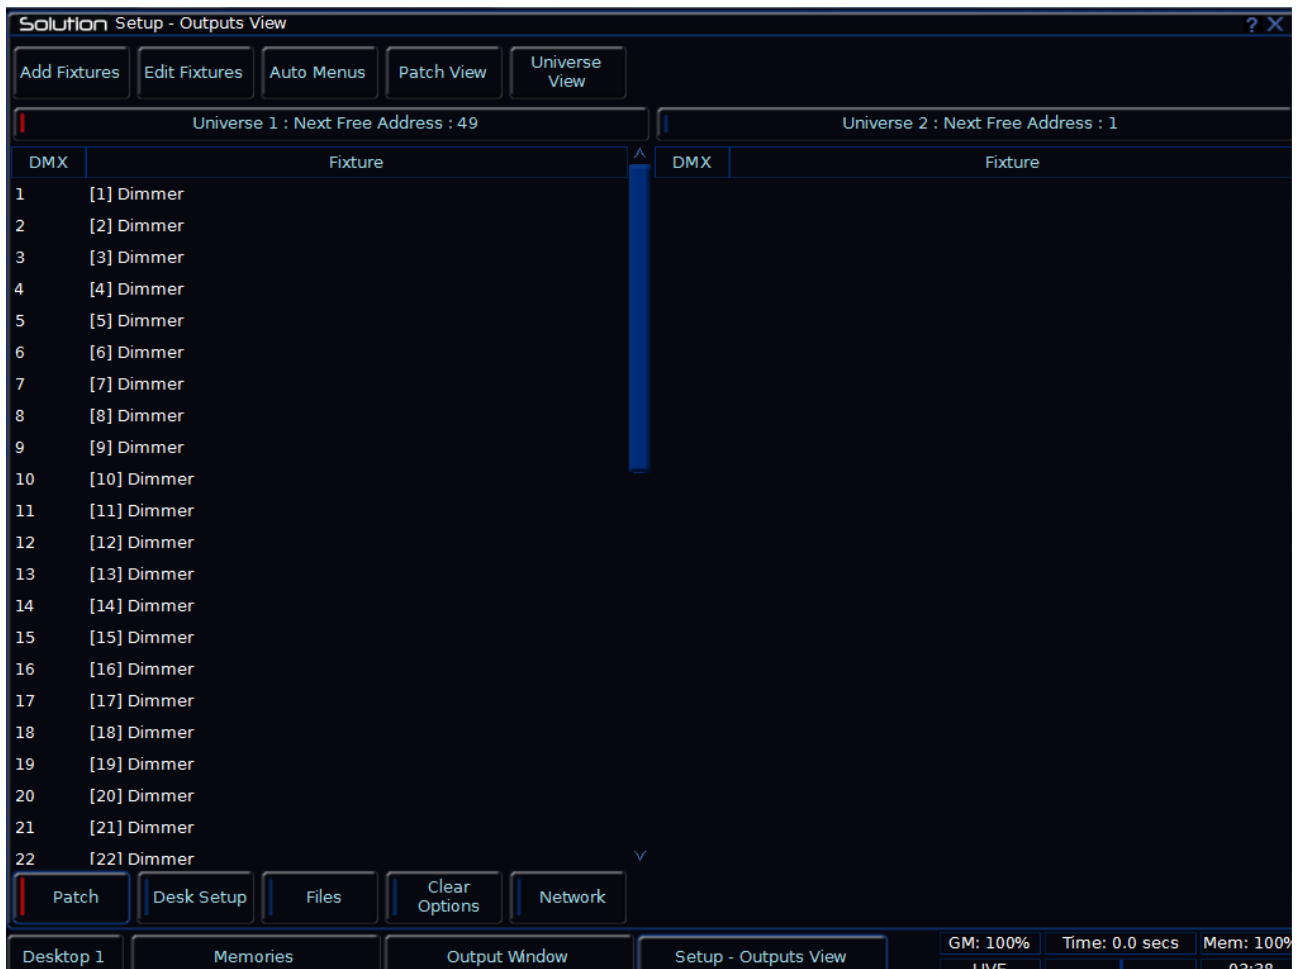 Solution Setup - Outputs View ? X
Add Fixtures Edit Fixtures Auto Menus Patch View Universe View
Universe 1 : Next Free Address : 49 Universe 2 : Next Free Address : 1
DMX Fixture DMX Fixture
1 [1] Dimmer
2 [2] Dimmer
3 [3] Dimmer
4 [4] Dimmer
5 [5] Dimmer
6 [6] Dimmer
7 [7] Dimmer
8 [8] Dimmer
9 [9] Dimmer
10 [10] Dimmer
11 [11] Dimmer
12 [12] Dimmer
13 [13] Dimmer
14 [14] Dimmer
15 [15] Dimmer
16 [16] Dimmer
17 [17] Dimmer
18 [18] Dimmer
19 [19] Dimmer
20 [20] Dimmer
21 [21] Dimmer
22 [22] Dimmer
Patch Desk Setup Files Clear Options Network
Desktop 1 Memories Output Window Setup - Outputs View GM: 100% Time: 0.0 secs Mem: 100%
LIVE